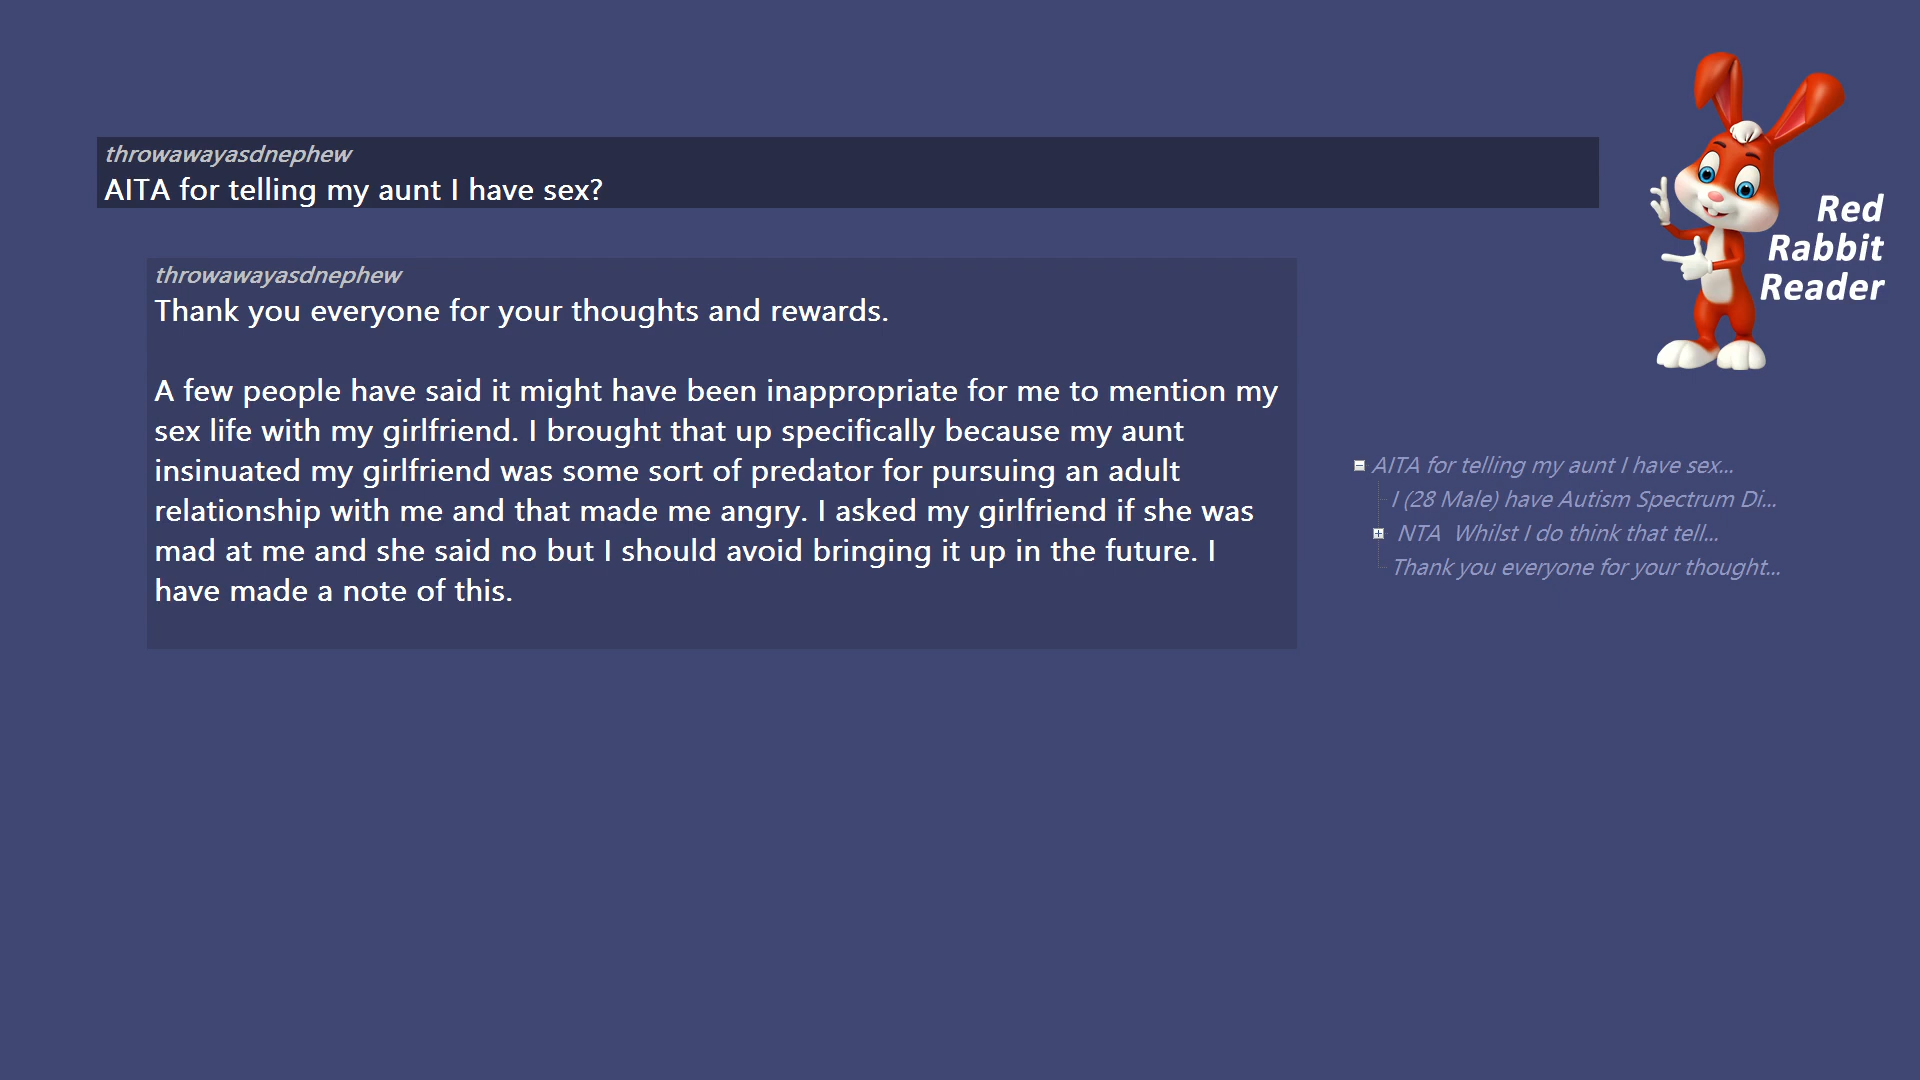 throwawayasdnephew
AITA for telling my aunt I have sex?
throwawayasdnephew
Thank you everyone for your thoughts and rewards.
A few people have said it might have been inappropriate for me to mention my
sex life with my girlfriend. I brought that up specifically because my aunt
insinuated my girlfriend was some sort of predator for pursuing an adult
relationship with me and that made me angry. I asked my girlfriend if she was
mad at me and she said no but I should avoid bringing it up in the future. I
have made a note of this.
Red
Rabbit
Reader
AITA for telling my aunt I have sex...
I (28 Male) have Autism Spectrum Di...
NTA  Whilst I do think that tell...
Thank you everyone for your thought...